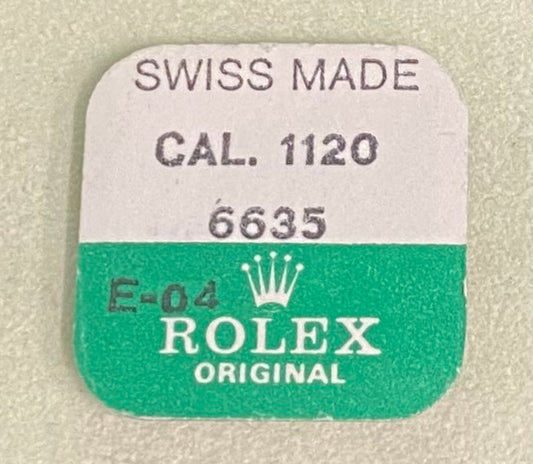 SWISS MADE
CAL. 1120
6635
E-04
ROLEX
ORIGINAL